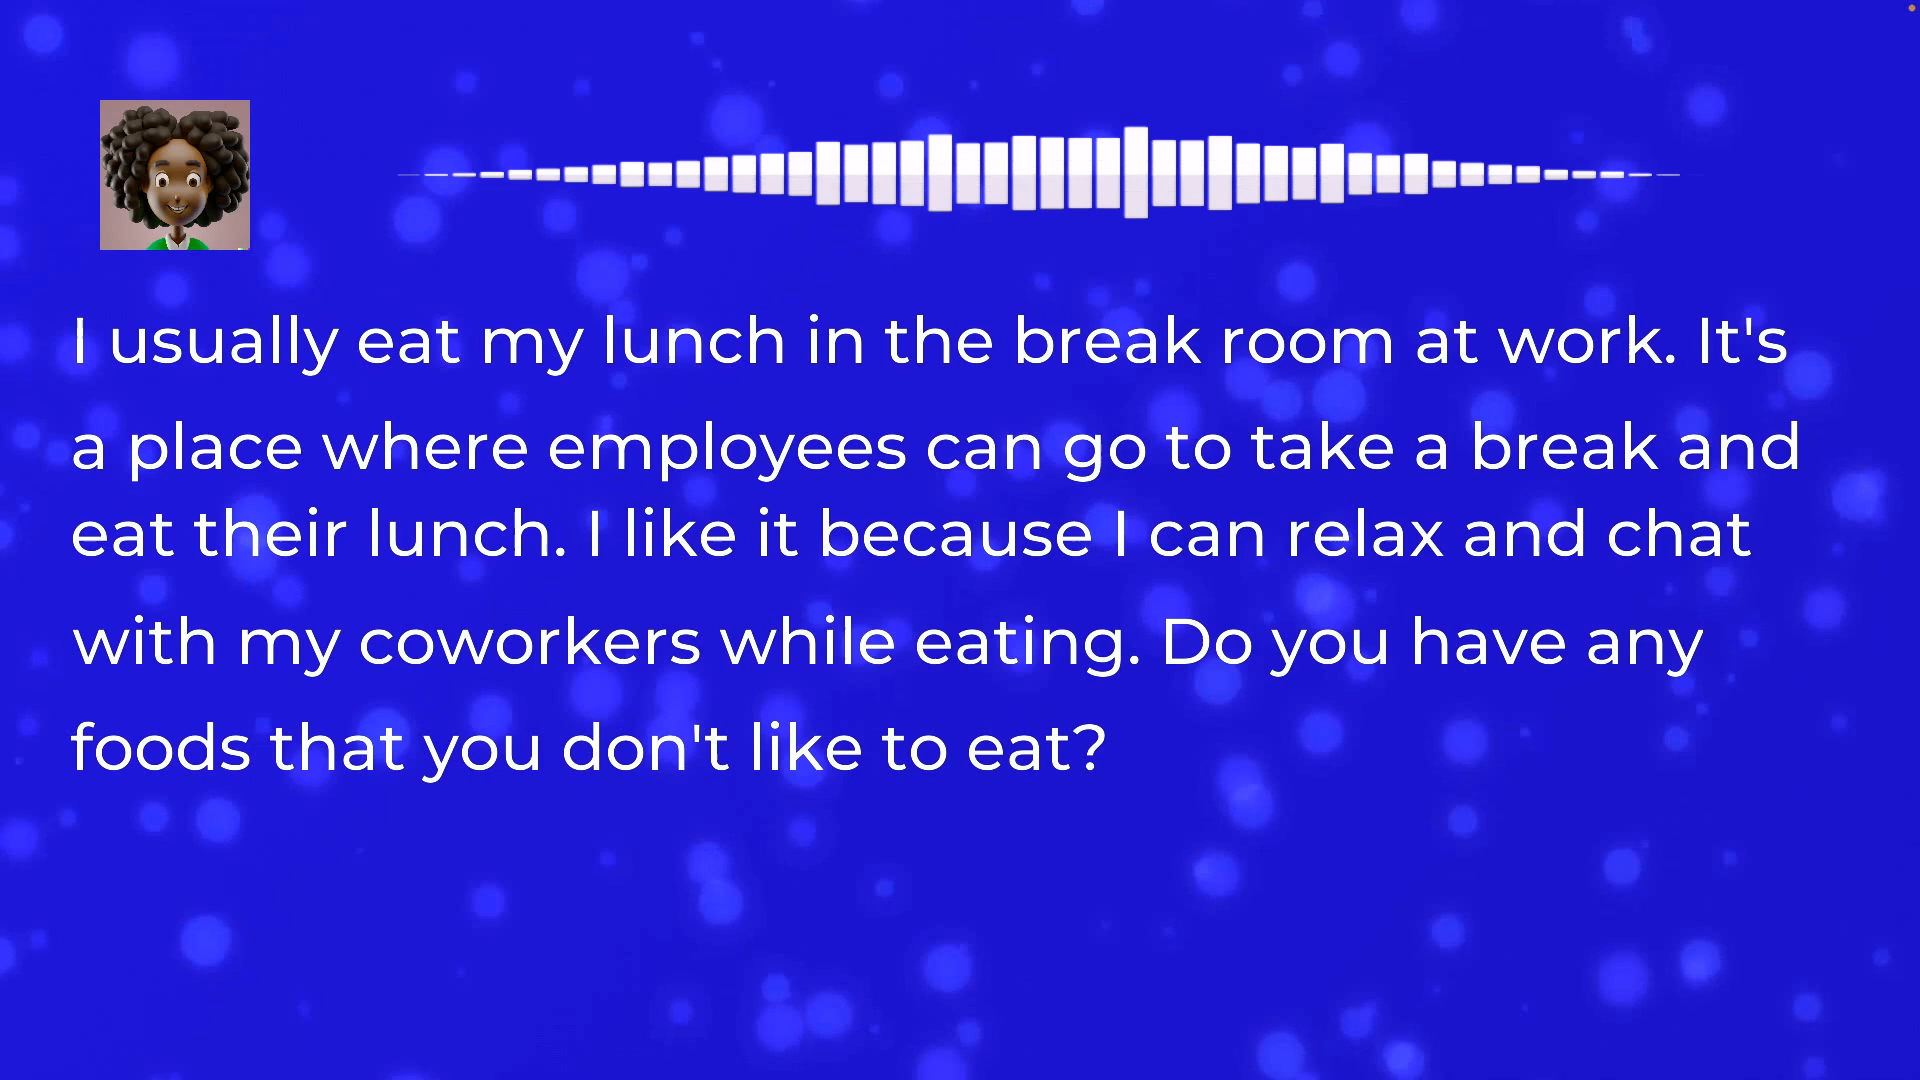 I usually eat my lunch in the break room at work. It's
a place where employees can go to take a break and
eat their lunch. I like it because I can relax and chat
with my coworkers while eating. Do you have any
foods that you don't like to eat?